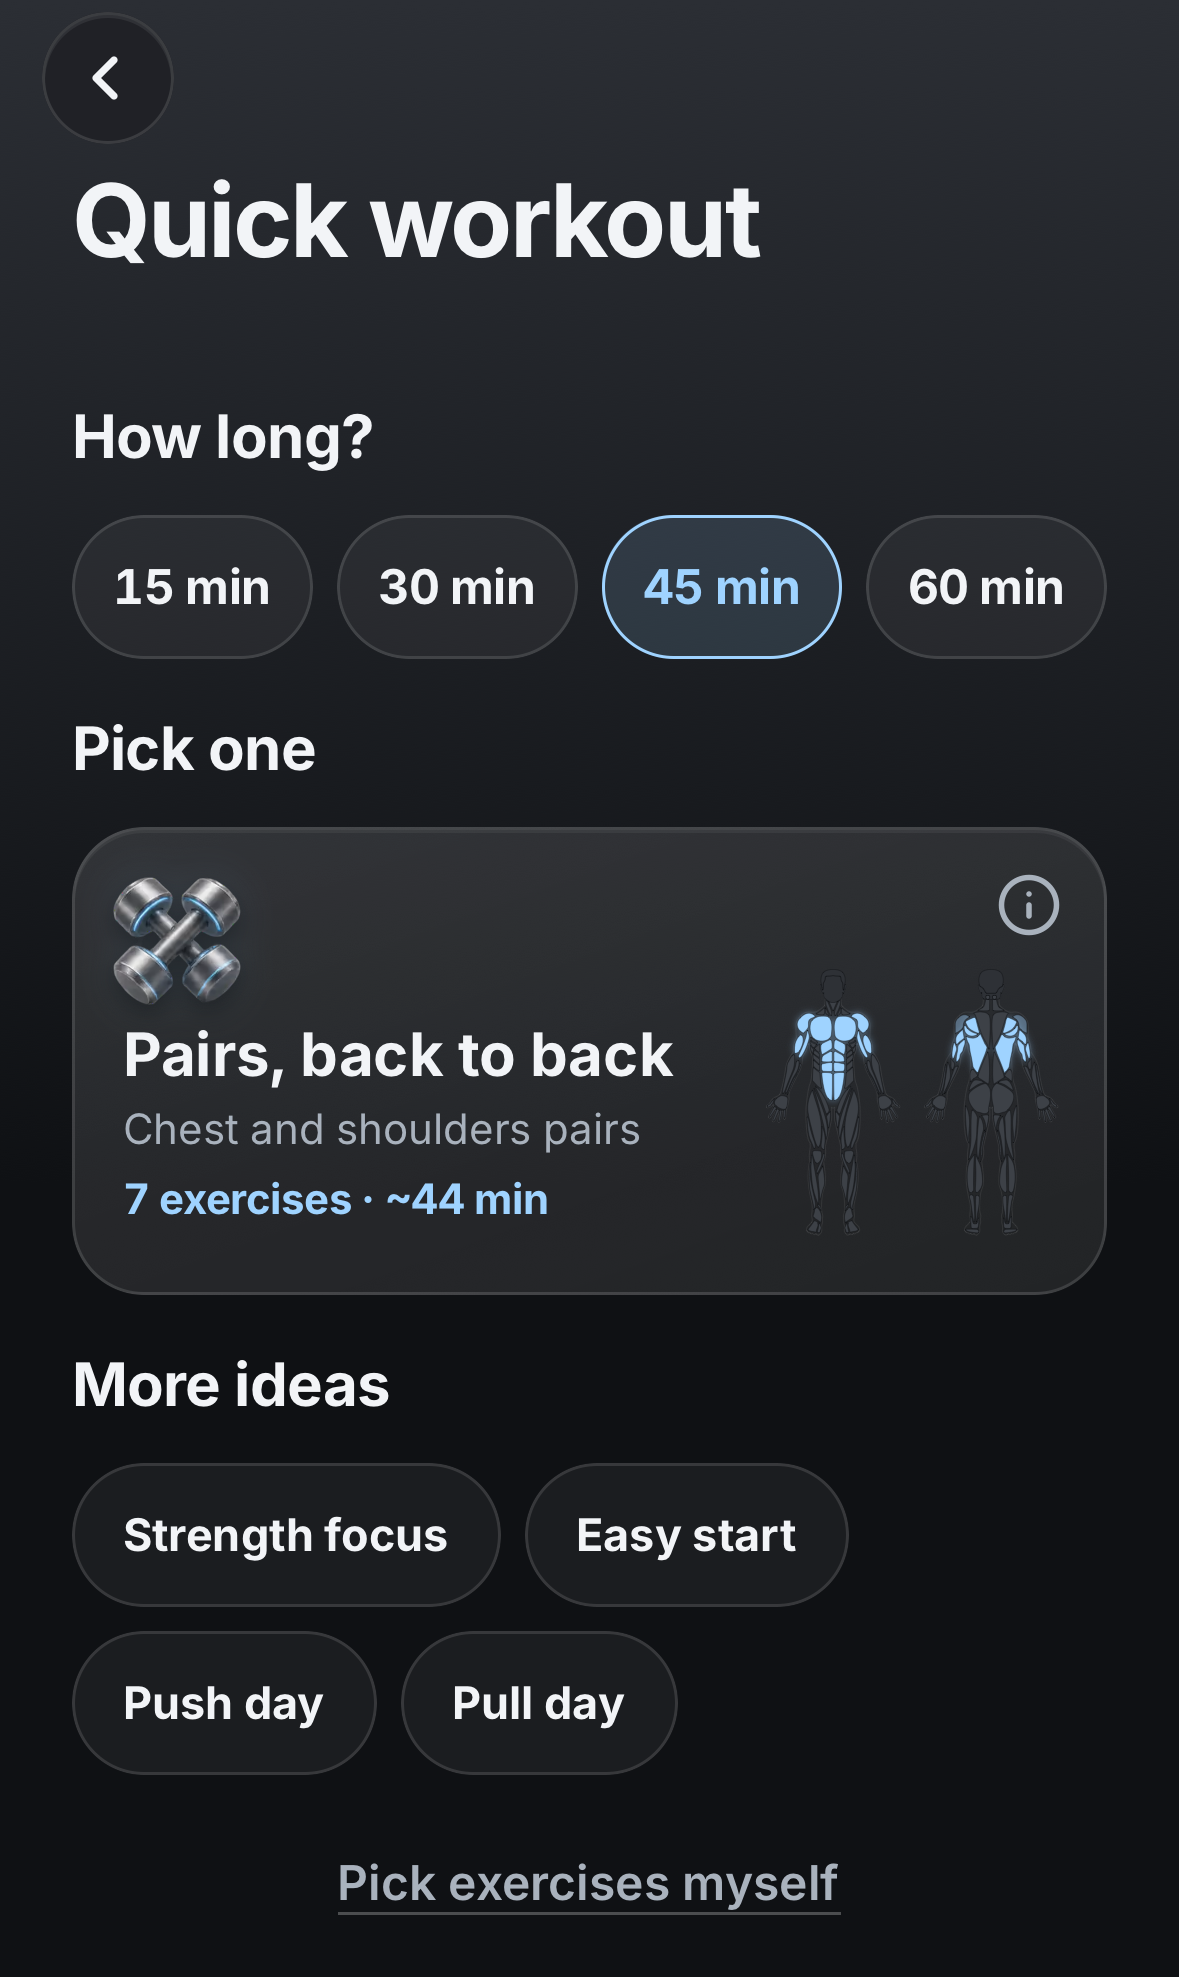 Quick workout
How long?
15 min 30 min 45 min 60 min
Pick one
Pairs, back to back
Chest and shoulders pairs
7 exercises · ~44 min
More ideas
Strength focus Easy start
Push day Pull day
Pick exercises myself